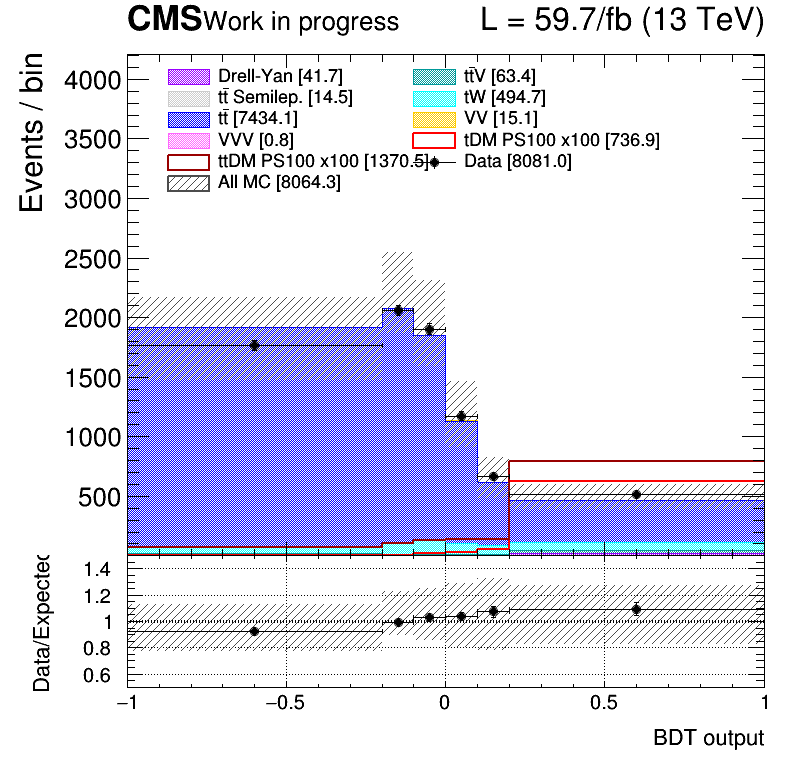 CMS Work in progress L = 59.7/fb (13 TeV)
Events / bin
4000
3500
3000
2500
2000
1500
1000
500
Drell-Yan [41.7] tt̄V [63.4]
tt̄ Semilep. [14.5] tW [494.7]
tt̄ [7434.1] VV [15.1]
VVV [0.8] tDM PS100 x100 [736.9]
ttDM PS100 x100 [1370.5] Data [8081.0]
All MC [8064.3]
Data/Expected
1.4
1.2
1
0.8
0.6
−1 −0.5 0 0.5 1
BDT output